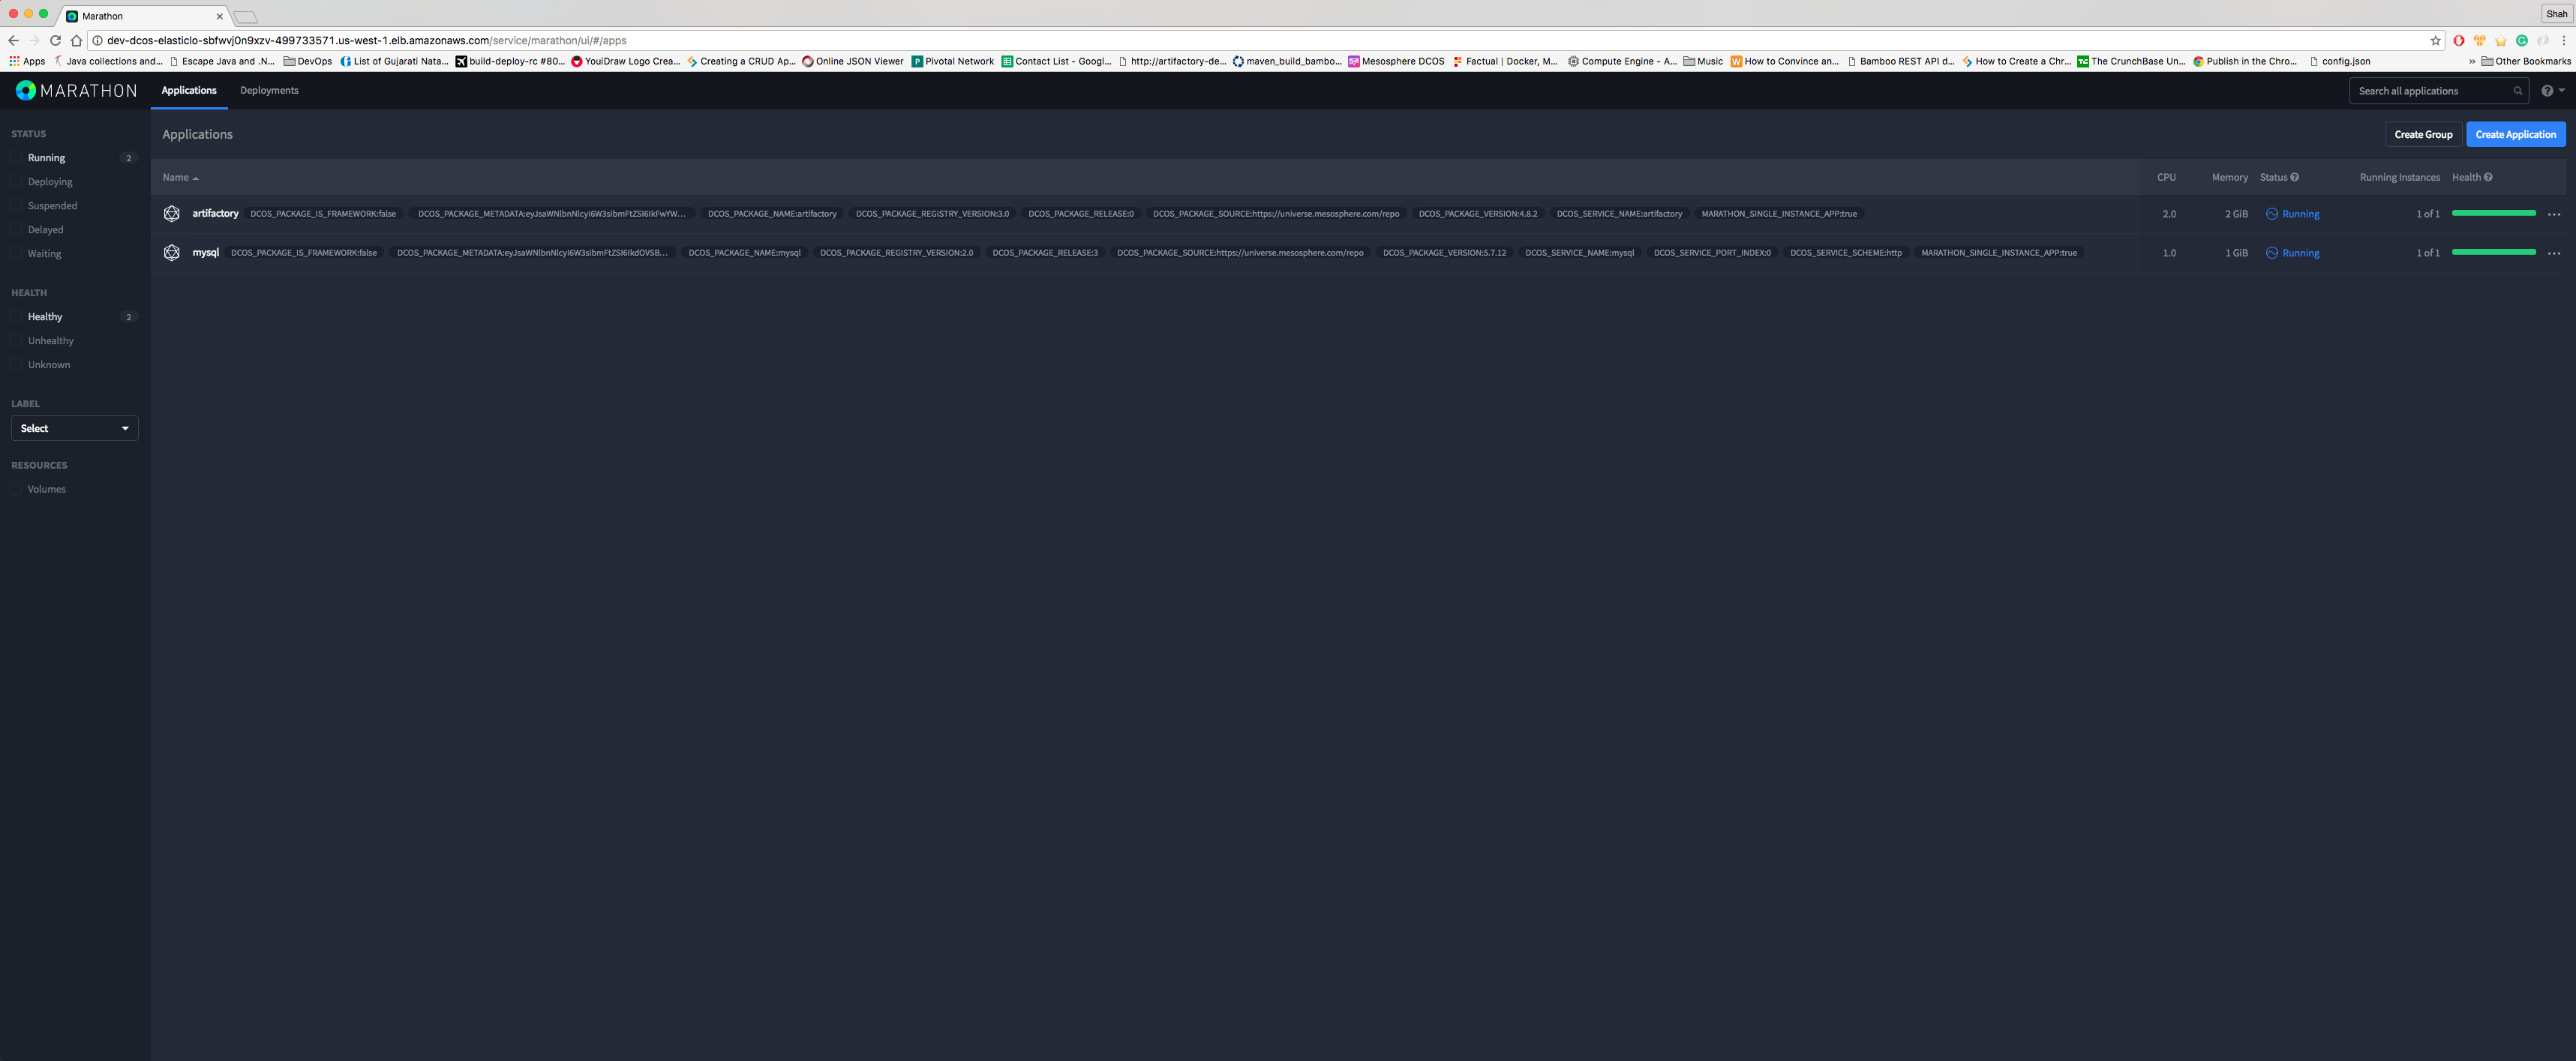 Marathon
Shah
dev-dcos-elasticlo-sbfwvj0n9xzv-499733571.us-west-1.elb.amazonaws.com/service/marathon/ui/#/apps
Apps Java collections and... Escape Java and .N... DevOps List of Gujarati Nata... build-deploy-rc #80... YouiDraw Logo Crea... Creating a CRUD Ap... Online JSON Viewer Pivotal Network Contact List - Googl... http://artifactory-de... maven_build_bambo... Mesosphere DCOS Factual | Docker, M... Compute Engine - A... Music How to Convince an... Bamboo REST API d... How to Create a Chr... The CrunchBase Un... Publish in the Chro... config.json » Other Bookmarks
MARATHON Applications Deployments Search all applications
STATUS
Running 2
Deploying
Suspended
Delayed
Waiting
HEALTH
Healthy 2
Unhealthy
Unknown
LABEL
Select
RESOURCES
Volumes
Applications Create Group Create Application
Name CPU Memory Status Running Instances Health
artifactory DCOS_PACKAGE_IS_FRAMEWORK:false DCOS_PACKAGE_METADATA:eyJsaWNlbnNlcyI6W3sibmFtZSI6IkFwYW... DCOS_PACKAGE_NAME:artifactory DCOS_PACKAGE_REGISTRY_VERSION:3.0 DCOS_PACKAGE_RELEASE:0 DCOS_PACKAGE_SOURCE:https://universe.mesosphere.com/repo DCOS_PACKAGE_VERSION:4.8.2 DCOS_SERVICE_NAME:artifactory MARATHON_SINGLE_INSTANCE_APP:true 2.0 2 GiB Running 1 of 1 ...
mysql DCOS_PACKAGE_IS_FRAMEWORK:false DCOS_PACKAGE_METADATA:eyJsaWNlbnNlcyI6W3sibmFtZSI6IkdOVSB... DCOS_PACKAGE_NAME:mysql DCOS_PACKAGE_REGISTRY_VERSION:2.0 DCOS_PACKAGE_RELEASE:3 DCOS_PACKAGE_SOURCE:https://universe.mesosphere.com/repo DCOS_PACKAGE_VERSION:5.7.12 DCOS_SERVICE_NAME:mysql DCOS_SERVICE_PORT_INDEX:0 DCOS_SERVICE_SCHEME:http MARATHON_SINGLE_INSTANCE_APP:true 1.0 1 GiB Running 1 of 1 ...